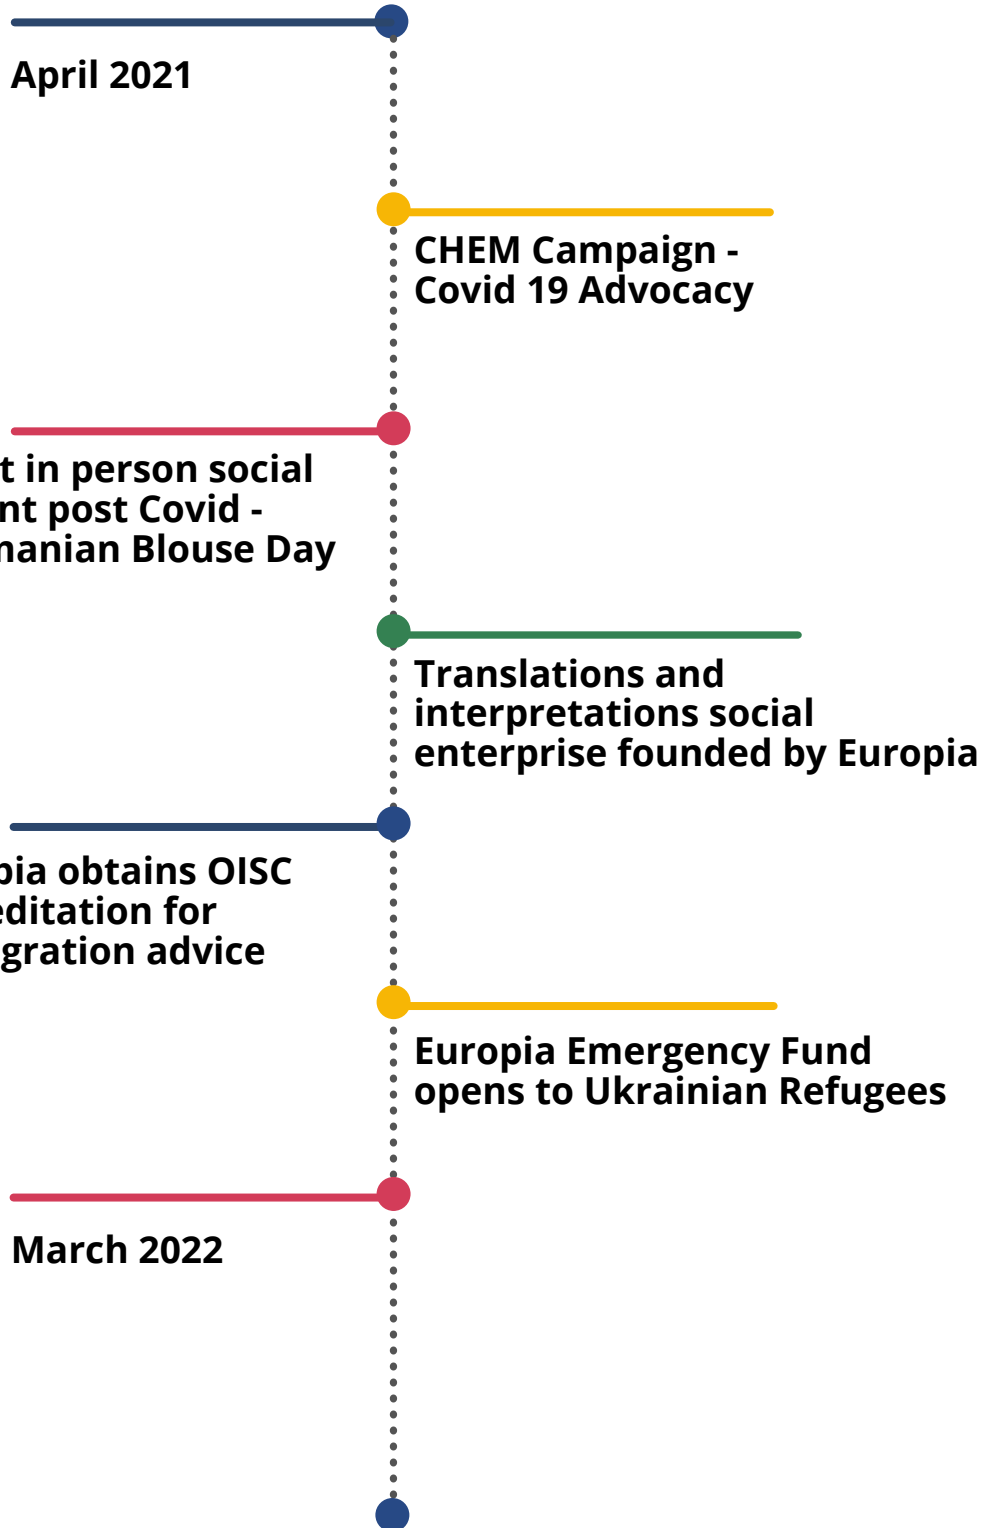 April 2021
CHEM Campaign -
Covid 19 Advocacy
t in person social
nt post Covid -
manian Blouse Day
Translations and
interpretations social
enterprise founded by Europia
pia obtains OISC
editation for
gration advice
Europia Emergency Fund
opens to Ukrainian Refugees
March 2022